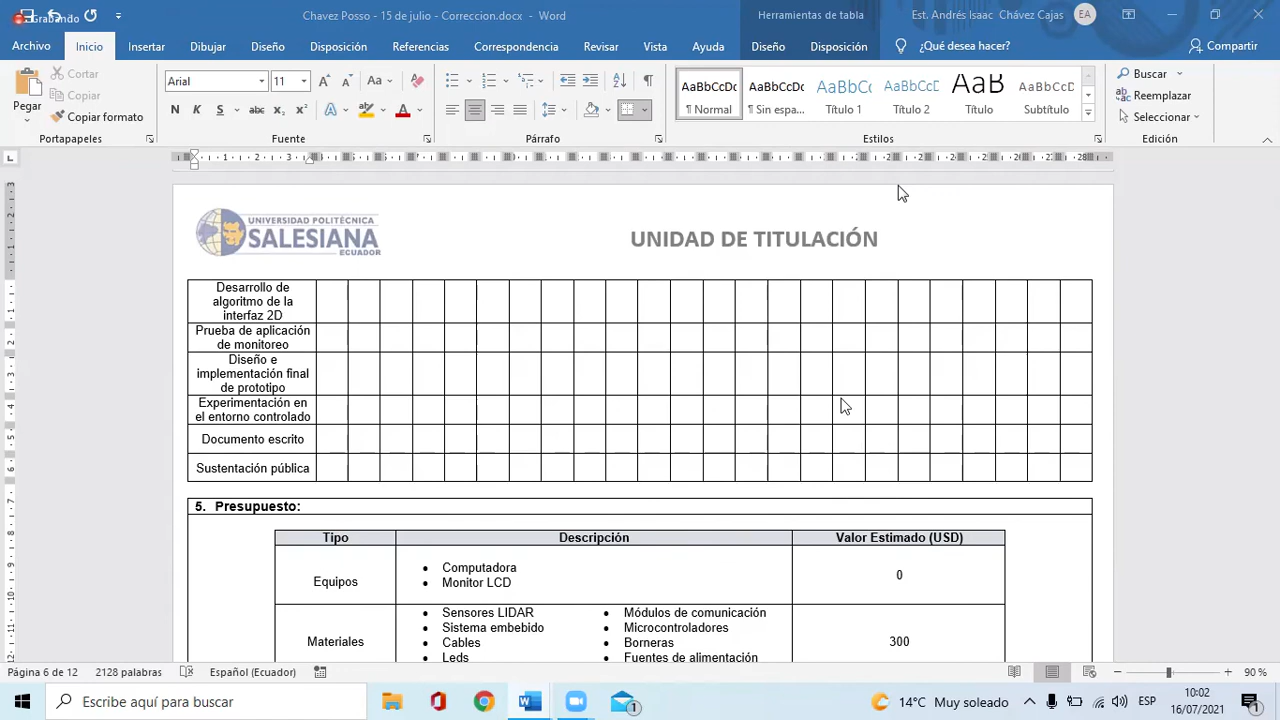 Grabando
Chavez Posso - 15 de julio - Correccion.docx - Word
Herramientas de tabla
Est. Andrés Isaac Chávez Cajas
EA
Archivo Inicio Insertar Dibujar Diseño Disposición Referencias Correspondencia Revisar Vista Ayuda Diseño Disposición ¿Qué desea hacer? Compartir
Pegar
Cortar
Copiar
Copiar formato
Portapapeles
Arial 11
N K S abc x₂ x²
Fuente
Párrafo
AaBbCcDc AaBbCcDc AaBbCc AaBbCcD AaB AaBbCcD
¶ Normal ¶ Sin espa... Título 1 Título 2 Título Subtítulo
Estilos
Buscar
Reemplazar
Seleccionar
Edición
UNIVERSIDAD POLITÉCNICA
SALESIANA
ECUADOR
UNIDAD DE TITULACIÓN
Desarrollo de
algoritmo de la
interfaz 2D
Prueba de aplicación
de monitoreo
Diseño e
implementación final
de prototipo
Experimentación en
el entorno controlado
Documento escrito
Sustentación pública
5. Presupuesto:
Tipo Descripción Valor Estimado (USD)
Equipos
• Computadora
• Monitor LCD
0
Materiales
• Sensores LIDAR
• Sistema embebido
• Cables
• Leds
• Módulos de comunicación
• Microcontroladores
• Borneras
• Fuentes de alimentación
300
Página 6 de 12 2128 palabras Español (Ecuador) 90 %
Escribe aquí para buscar
14°C Muy soleado
ESP
10:02
16/07/2021